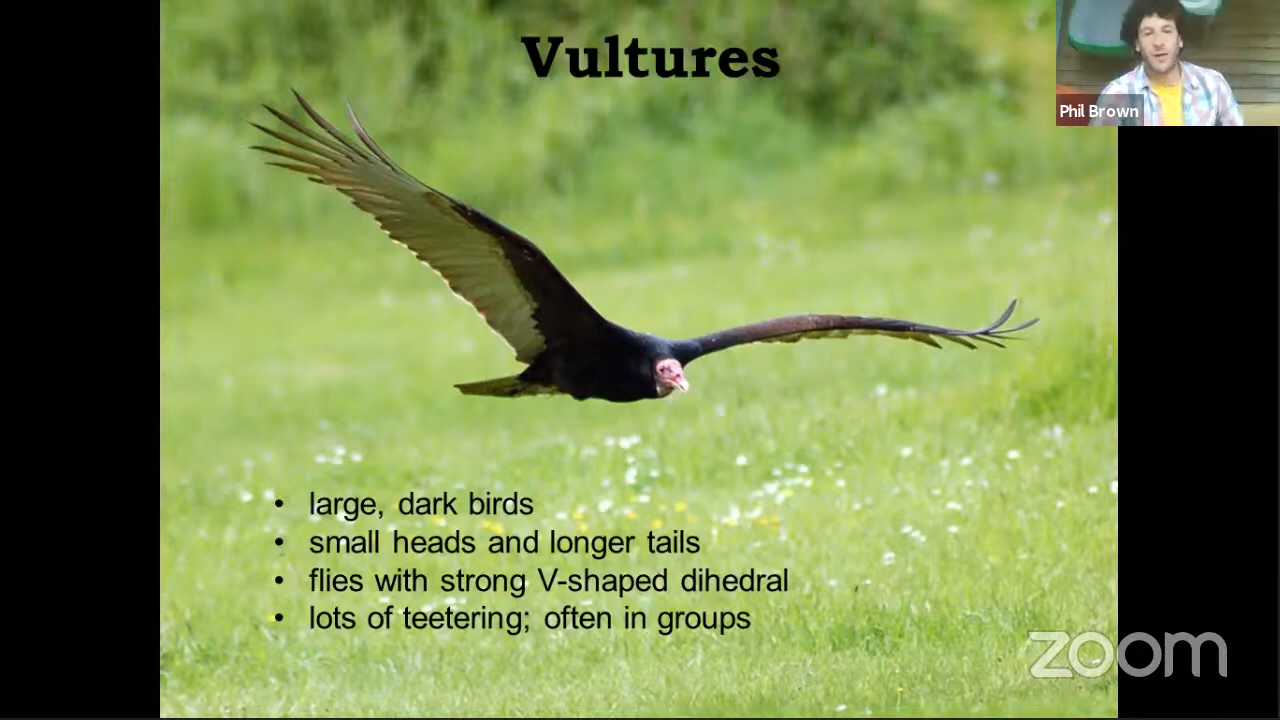 Vultures
Phil Brown
• large, dark birds
• small heads and longer tails
• flies with strong V-shaped dihedral
• lots of teetering; often in groups
zoom